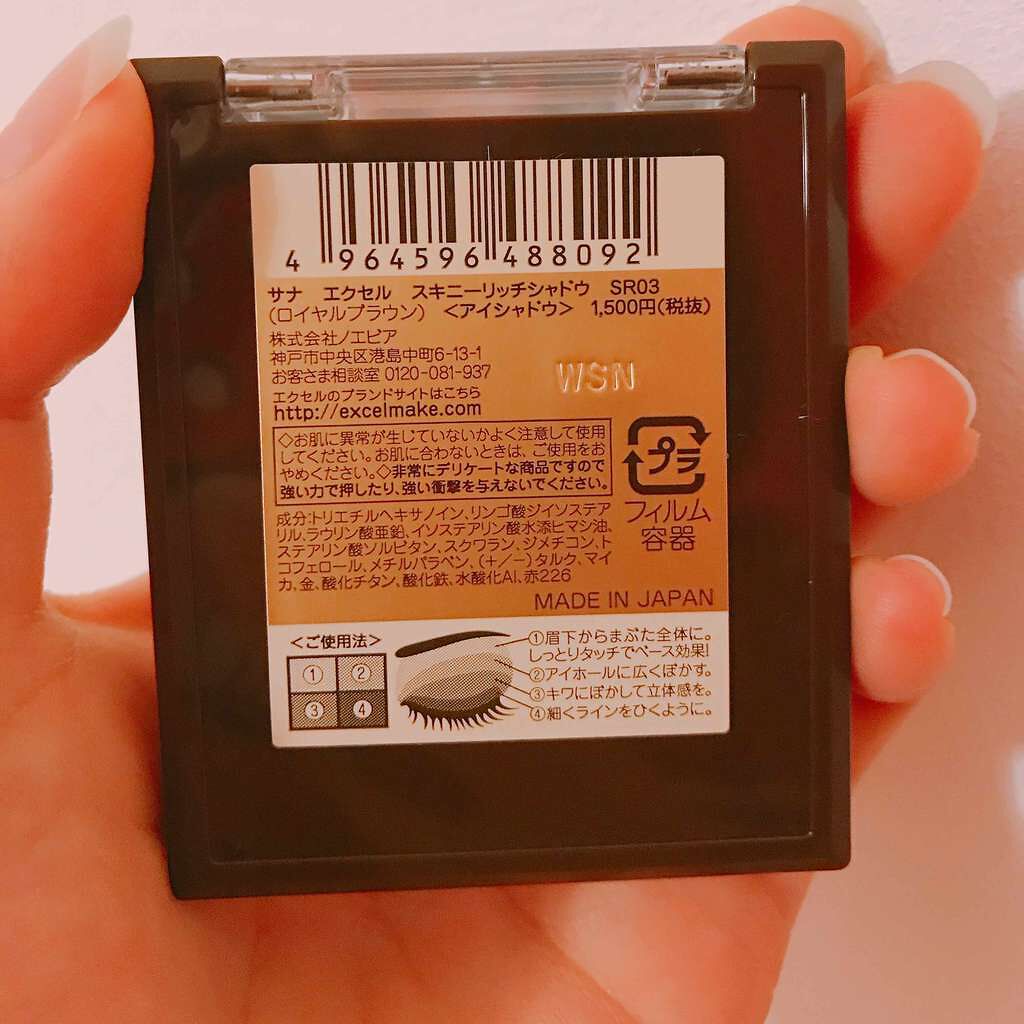 4 964596 488092
サナ エクセル スキニーリッチシャドウ SR03
(ロイヤルブラウン) <アイシャドウ> 1,500円(税抜)
株式会社ノエビア
神戸市中央区港島中町6-13-1
お客さま相談室 0120-081-937
エクセルのブランドサイトはこちら
http://excelmake.com
WSN
◇お肌に異常が生じていないかよく注意して使用
してください。お肌に合わないときは、ご使用をお
やめください。◇非常にデリケートな商品ですので
強い力で押したり、強い衝撃を与えないでください。
プラ
フィルム
容器
成分:トリエチルヘキサノイン、リンゴ酸ジイソステア
リル、ラウリン酸亜鉛、イソステアリン酸水添ヒマシ油、
ステアリン酸ソルビタン、スクワラン、ジメチコン、ト
コフェロール、メチルパラベン、(+/−)タルク、マイ
カ、金、酸化チタン、酸化鉄、水酸化Al、赤226
MADE IN JAPAN
<ご使用法>
① ②
③ ④
①眉下からまぶた全体に。
しっとりタッチでベース効果!
②アイホールに広くぼかす。
③キワにぼかして立体感を。
④細くラインをひくように。